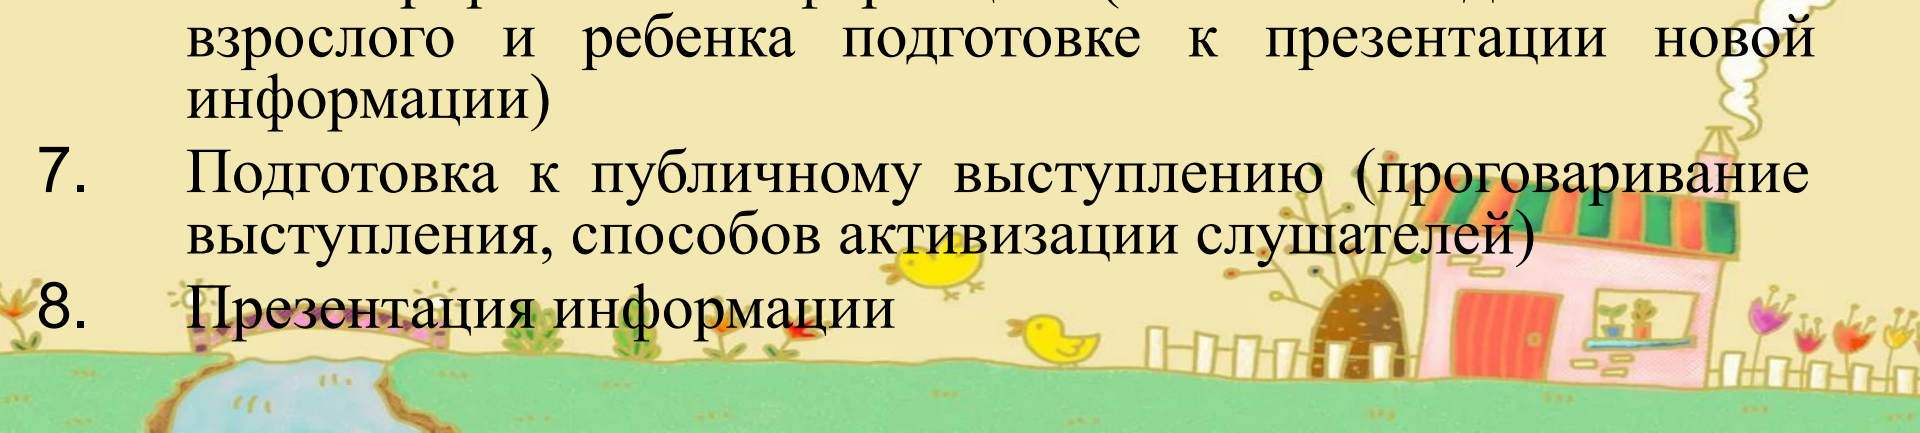 взрослого и ребенка подготовке к презентации новой
информации)
7. Подготовка к публичному выступлению (проговаривание
выступления, способов активизации слушателей)
8. Презентация информации